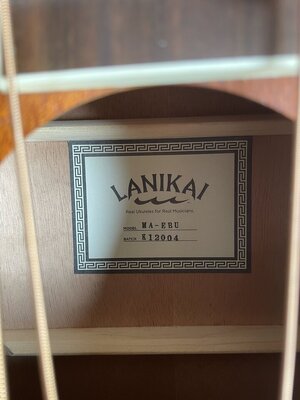 LANIKAI
Real Ukuleles for Real Musicians
MODEL: MA-EBU
BATCH: K12004